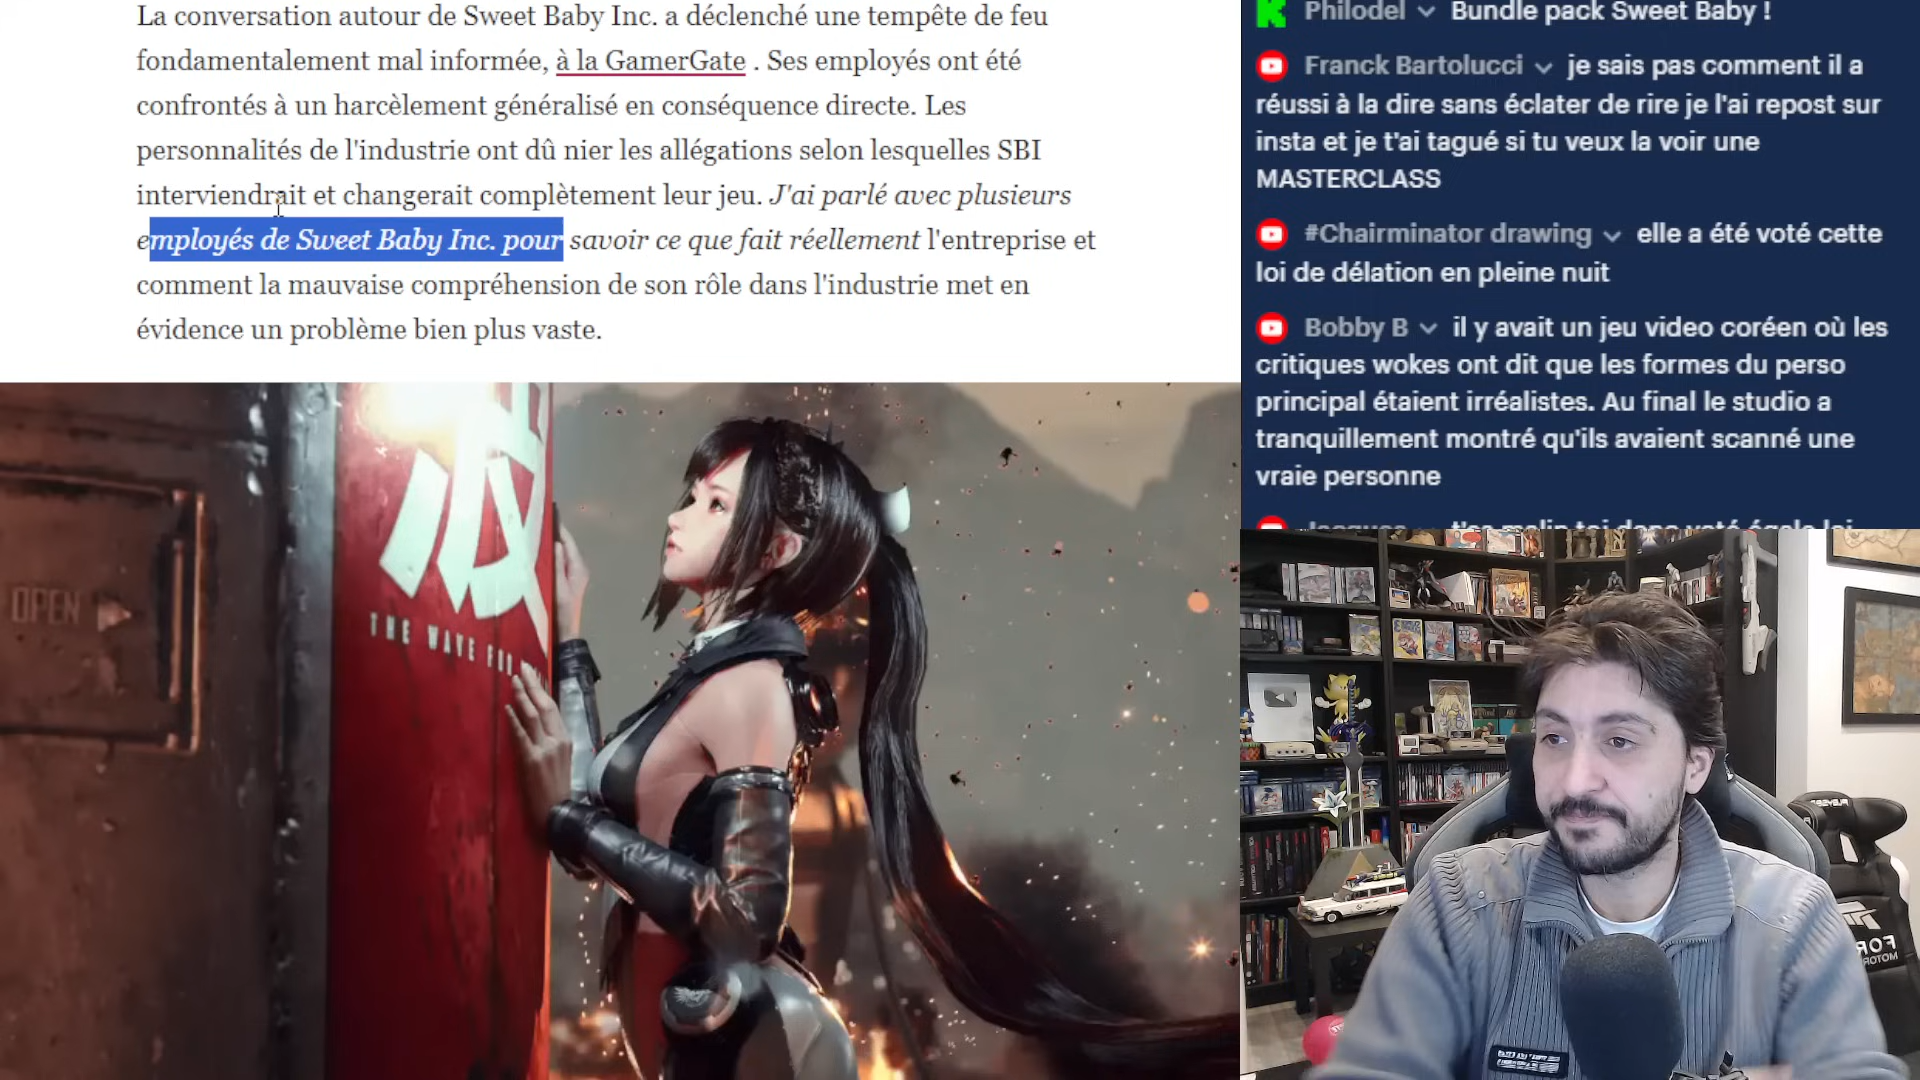 La conversation autour de Sweet Baby Inc. a déclenché une tempête de feu
fondamentalement mal informée, à la GamerGate . Ses employés ont été
confrontés à un harcèlement généralisé en conséquence directe. Les
personnalités de l'industrie ont dû nier les allégations selon lesquelles SBI
interviendrait et changerait complètement leur jeu. J'ai parlé avec plusieurs
employés de Sweet Baby Inc. pour savoir ce que fait réellement l'entreprise et
comment la mauvaise compréhension de son rôle dans l'industrie met en
évidence un problème bien plus vaste.
OPEN
THE WAVE FOR
Philodel Bundle pack Sweet Baby !
Franck Bartolucci je sais pas comment il a
réussi à la dire sans éclater de rire je l'ai repost sur
insta et je t'ai tagué si tu veux la voir une
MASTERCLASS
#Chairminator drawing elle a été voté cette
loi de délation en pleine nuit
Bobby B il y avait un jeu video coréen où les
critiques wokes ont dit que les formes du perso
principal étaient irréalistes. Au final le studio a
tranquillement montré qu'ils avaient scanné une
vraie personne